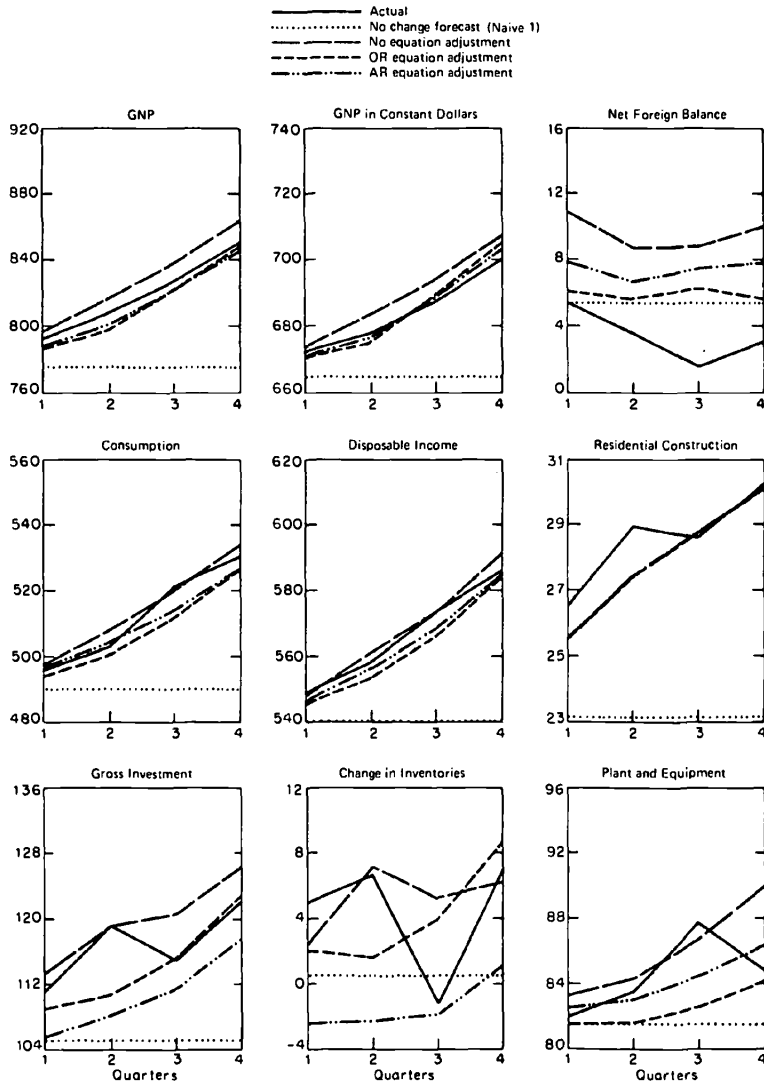 Actual
No change forecast (Naive 1)
No equation adjustment
OR equation adjustment
AR equation adjustment
GNP
920
880
840
800
760
1 2 3 4
GNP in Constant Dollars
740
720
700
680
660
1 2 3 4
Net Foreign Balance
16
12
8
4
0
1 2 3 4
Consumption
560
540
520
500
480
1 2 3 4
Disposable Income
620
600
580
560
540
1 2 3 4
Residential Construction
31
29
27
25
23
1 2 3 4
Gross Investment
136
128
120
112
104
1 2 3 4
Quarters
Change in Inventories
12
8
4
0
-4
1 2 3 4
Quarters
Plant and Equipment
96
92
88
84
80
1 2 3 4
Quarters